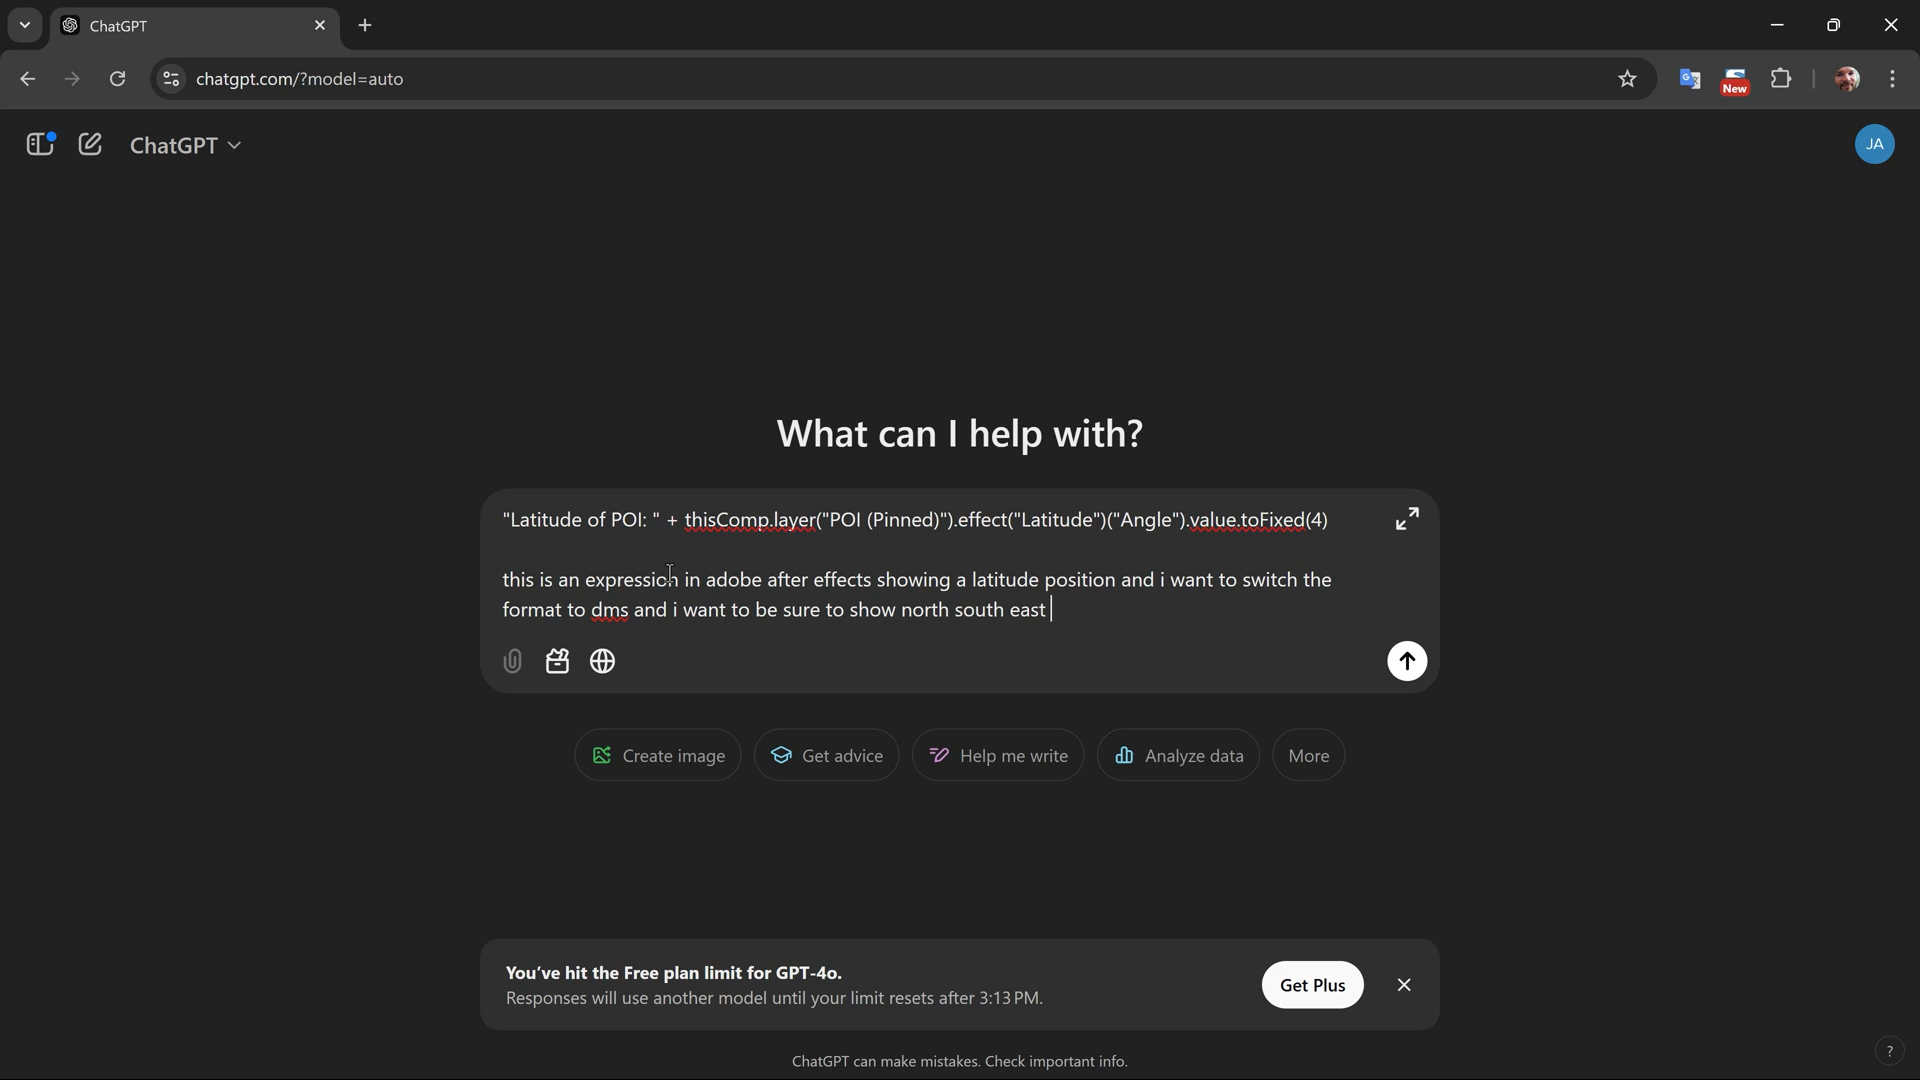 ChatGPT
chatgpt.com/?model=auto
New
ChatGPT
JA
What can I help with?
"Latitude of POI: " + thisComp.layer("POI (Pinned)").effect("Latitude")("Angle").value.toFixed(4)
this is an expression in adobe after effects showing a latitude position and i want to switch the
format to dms and i want to be sure to show north south east
Create image
Get advice
Help me write
Analyze data
More
You've hit the Free plan limit for GPT-4o.
Responses will use another model until your limit resets after 3:13 PM.
Get Plus
ChatGPT can make mistakes. Check important info.
?